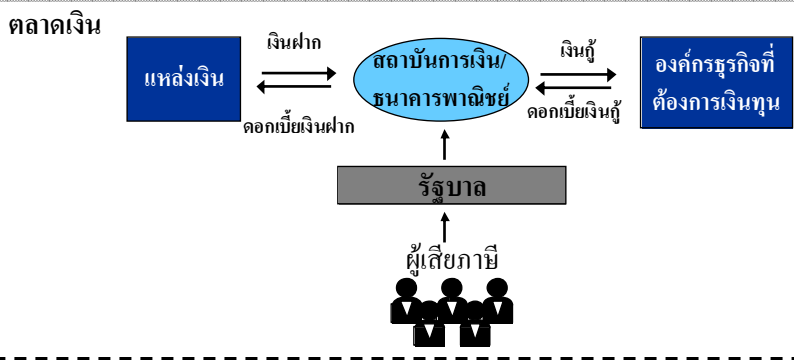 ตลาดเงิน
แหล่งเงิน
เงินฝาก
ดอกเบี้ยเงินฝาก
สถาบันการเงิน/
ธนาคารพาณิชย์
เงินกู้
ดอกเบี้ยเงินกู้
องค์กรธุรกิจที่
ต้องการเงินทุน
รัฐบาล
ผู้เสียภาษี